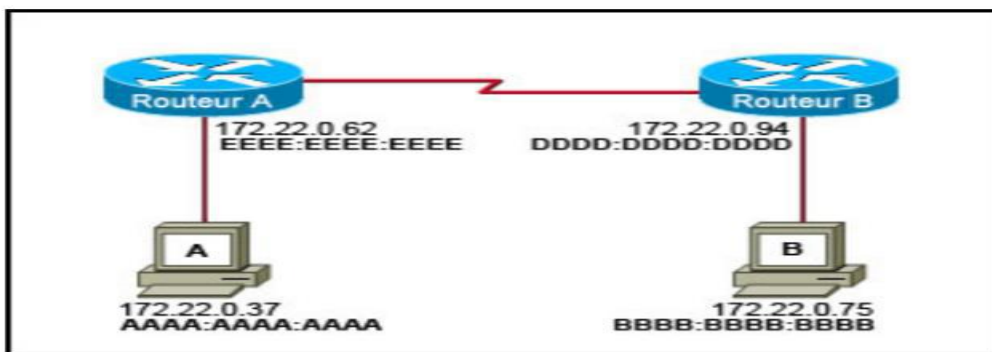 Routeur A
Routeur B
172.22.0.62
EEEE:EEEE:EEEE
172.22.0.94
DDDD:DDDD:DDDD
A
B
172.22.0.37
AAAA:AAAA:AAAA
172.22.0.75
BBBB:BBBB:BBBB